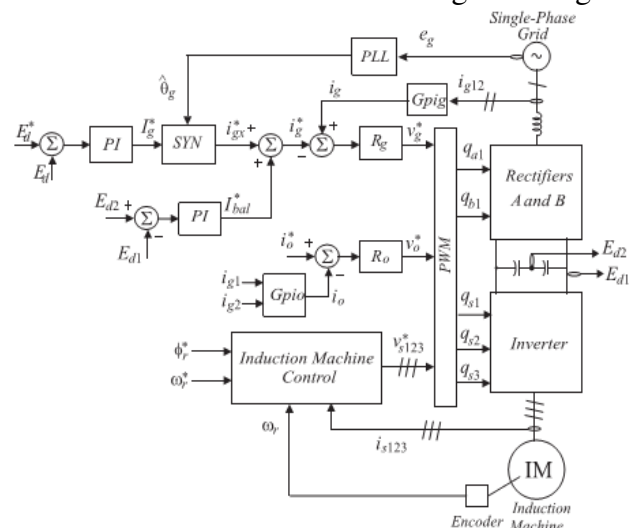 Single-Phase
Grid
e_g
PLL
θ̂_g
i_g
Gpig
i_g12
E_d*
Σ
E_d
PI
I_g*
SYN
i_gx*
+
+
Σ
i_g*
+
-
Σ
R_g
v_g*
q_a1
q_b1
Rectifiers
A and B
E_d2
+
-
Σ
E_d1
PI
I_bal*
i_o*
+
-
Σ
R_o
v_o*
i_g1
i_g2
Gpio
i_o
PWM
E_d2
E_d1
ϕ_r*
ω_r*
Induction Machine
Control
v_s123*
q_s1
q_s2
q_s3
Inverter
ω_r
i_s123
IM
Encoder
Induction
Machine